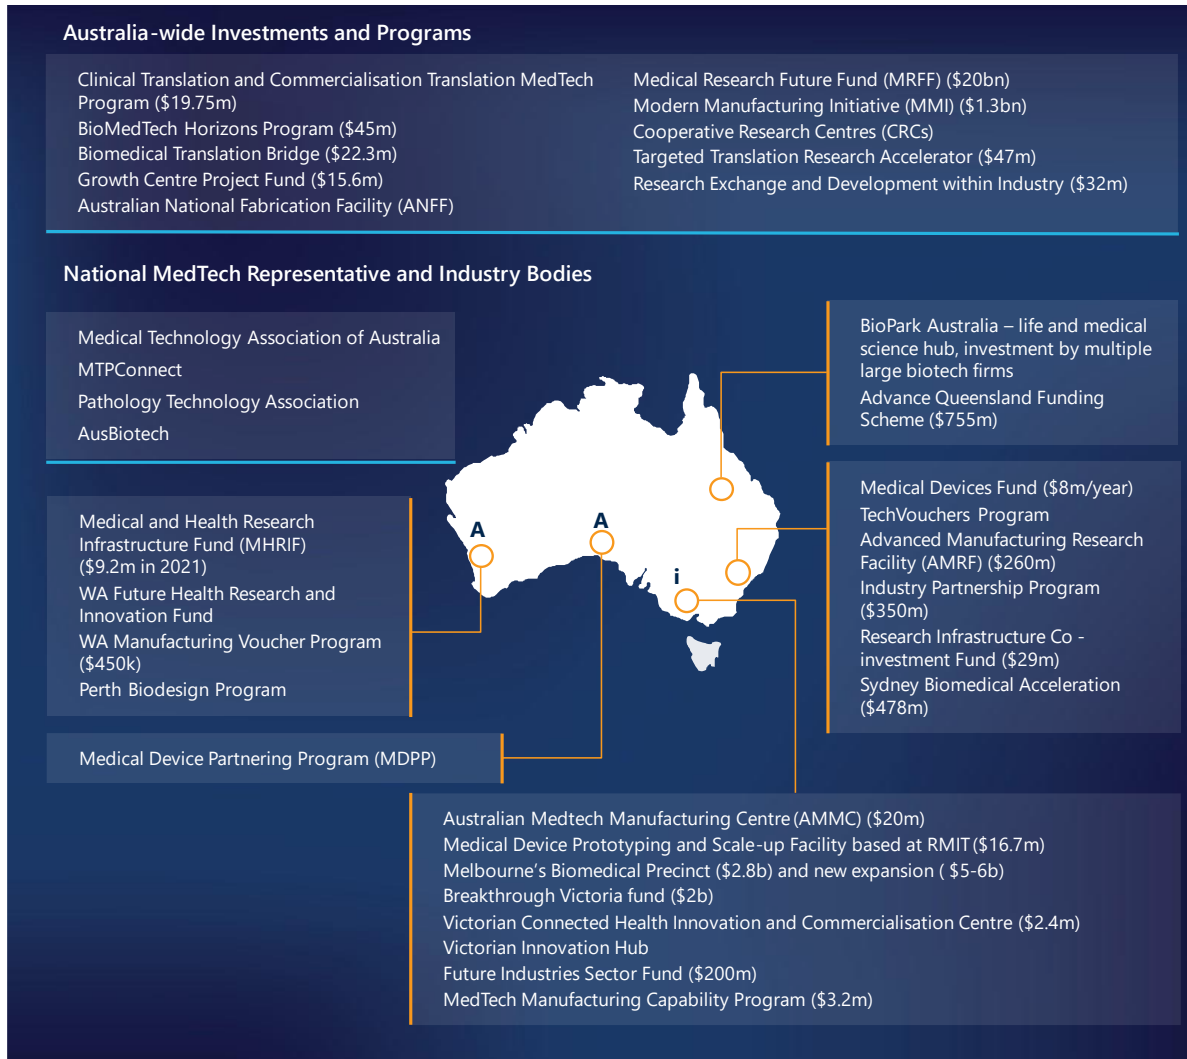 Australia-wide Investments and Programs
Clinical Translation and Commercialisation Translation MedTech
Program ($19.75m)
BioMedTech Horizons Program ($45m)
Biomedical Translation Bridge ($22.3m)
Growth Centre Project Fund ($15.6m)
Australian National Fabrication Facility (ANFF)
Medical Research Future Fund (MRFF) ($20bn)
Modern Manufacturing Initiative (MMI) ($1.3bn)
Cooperative Research Centres (CRCs)
Targeted Translation Research Accelerator ($47m)
Research Exchange and Development within Industry ($32m)
National MedTech Representative and Industry Bodies
Medical Technology Association of Australia
MTPConnect
Pathology Technology Association
AusBiotech
BioPark Australia – life and medical
science hub, investment by multiple
large biotech firms
Advance Queensland Funding
Scheme ($755m)
Medical Devices Fund ($8m/year)
TechVouchers Program
Advanced Manufacturing Research
Facility (AMRF) ($260m)
Industry Partnership Program
($350m)
Research Infrastructure Co -
investment Fund ($29m)
Sydney Biomedical Acceleration
($478m)
A
A
i
Medical and Health Research
Infrastructure Fund (MHRIF)
($9.2m in 2021)
WA Future Health Research and
Innovation Fund
WA Manufacturing Voucher Program
($450k)
Perth Biodesign Program
Medical Device Partnering Program (MDPP)
Australian Medtech Manufacturing Centre (AMMC) ($20m)
Medical Device Prototyping and Scale-up Facility based at RMIT ($16.7m)
Melbourne's Biomedical Precinct ($2.8b) and new expansion ( $5-6b)
Breakthrough Victoria fund ($2b)
Victorian Connected Health Innovation and Commercialisation Centre ($2.4m)
Victorian Innovation Hub
Future Industries Sector Fund ($200m)
MedTech Manufacturing Capability Program ($3.2m)